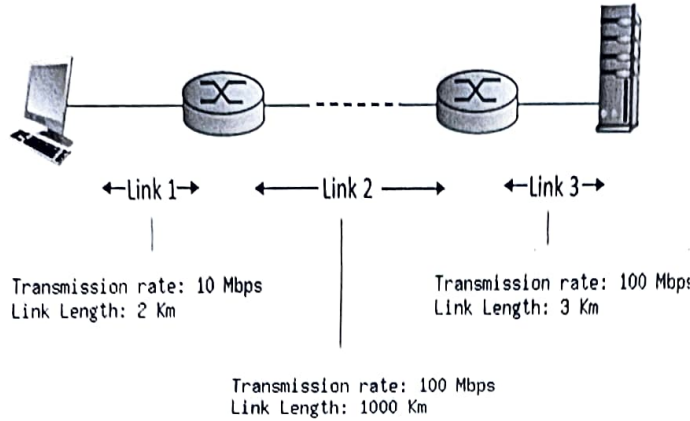 Link 1
Link 2
Link 3
Transmission rate: 10 Mbps
Link Length: 2 Km
Transmission rate: 100 Mbps
Link Length: 3 Km
Transmission rate: 100 Mbps
Link Length: 1000 Km